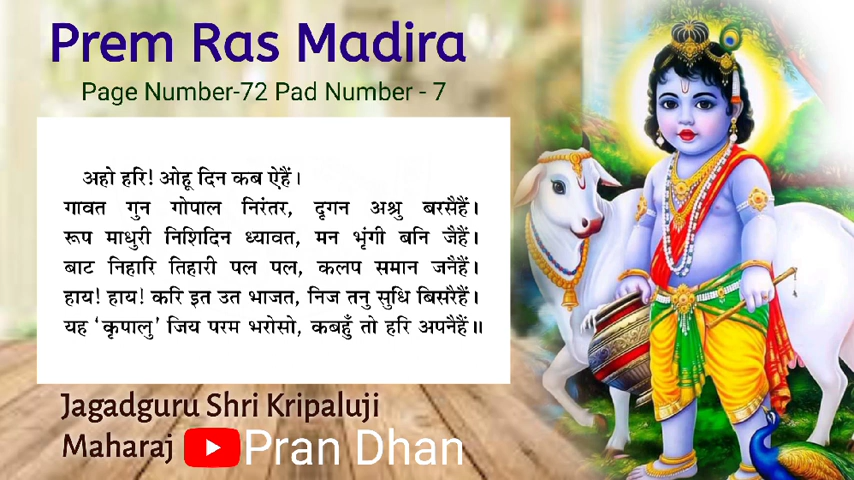 Prem Ras Madira
Page Number-72 Pad Number - 7
अहो हरि! ओहू दिन कब ऐहैं।
गावत गुन गोपाल निरंतर, दृगन अश्रु बरसैहैं।
रूप माधुरी निशिदिन ध्यावत, मन भृंगी बनि जैहैं।
बाट निहारि तिहारी पल पल, कलप समान जनैहैं।
हाय! हाय! करि इत उत भाजत, निज तनु सुधि बिसरैहैं।
यह ‘कृपालु’ जिय परम भरोसो, कबहुँ तो हरि अपनैहैं॥
Jagadguru Shri Kripaluji
Maharaj Pran Dhan